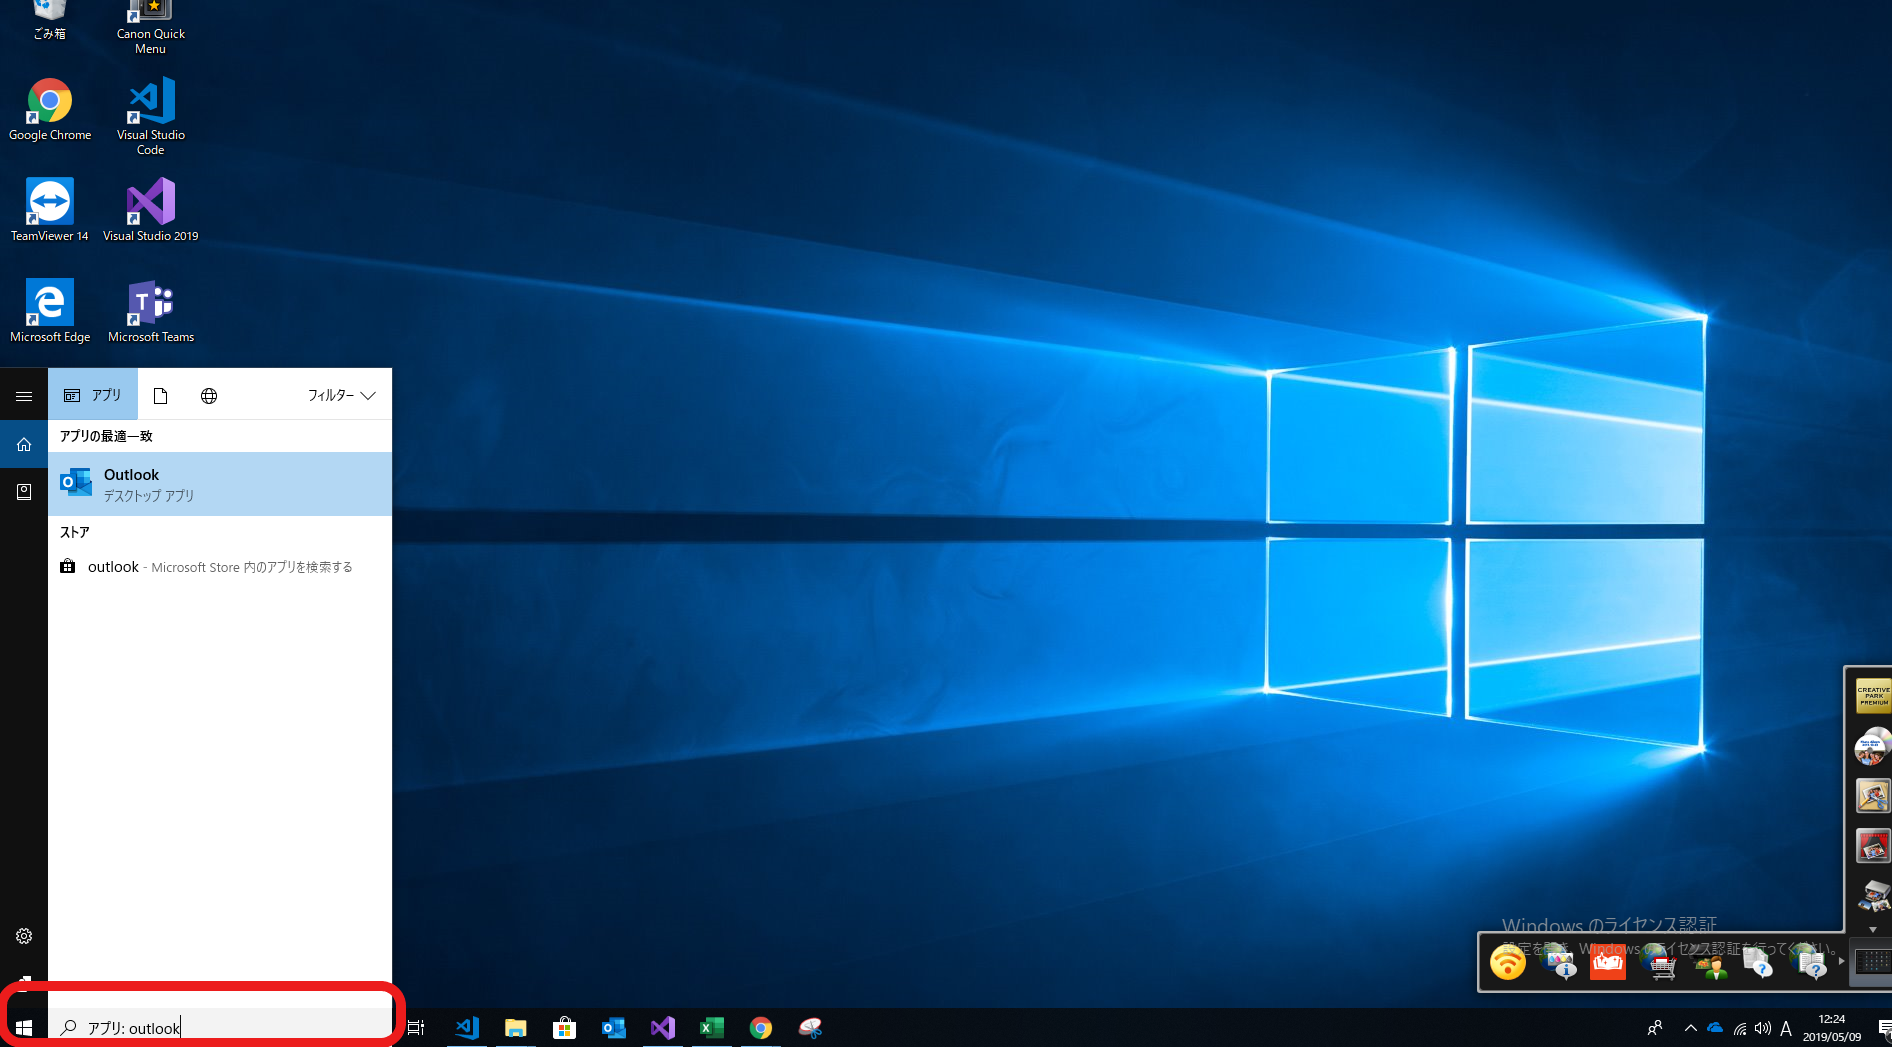 ごみ箱
Canon Quick
Menu
Google Chrome
Visual Studio
Code
TeamViewer 14
Visual Studio 2019
Microsoft Edge
Microsoft Teams
アプリ
フィルター
アプリの最適一致
Outlook
デスクトップ アプリ
ストア
outlook - Microsoft Store 内のアプリを検索する
CREATIVE
PARK
PREMIUM
Windows のライセンス認証
設定を開き、Windows のライセンス認証を行ってください。
アプリ: outlook
A
12:24
2019/05/09